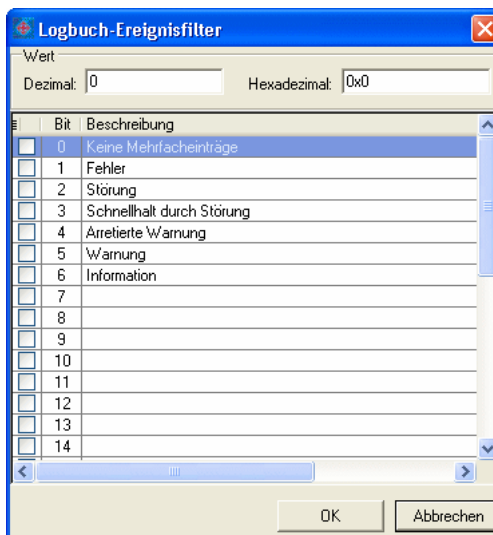 Logbuch-Ereignisfilter
Wert
Dezimal: 0 Hexadezimal: 0x0
Bit Beschreibung
0 Keine Mehrfacheinträge
1 Fehler
2 Störung
3 Schnellhalt durch Störung
4 Arretierte Warnung
5 Warnung
6 Information
7
8
9
10
11
12
13
14
OK Abbrechen